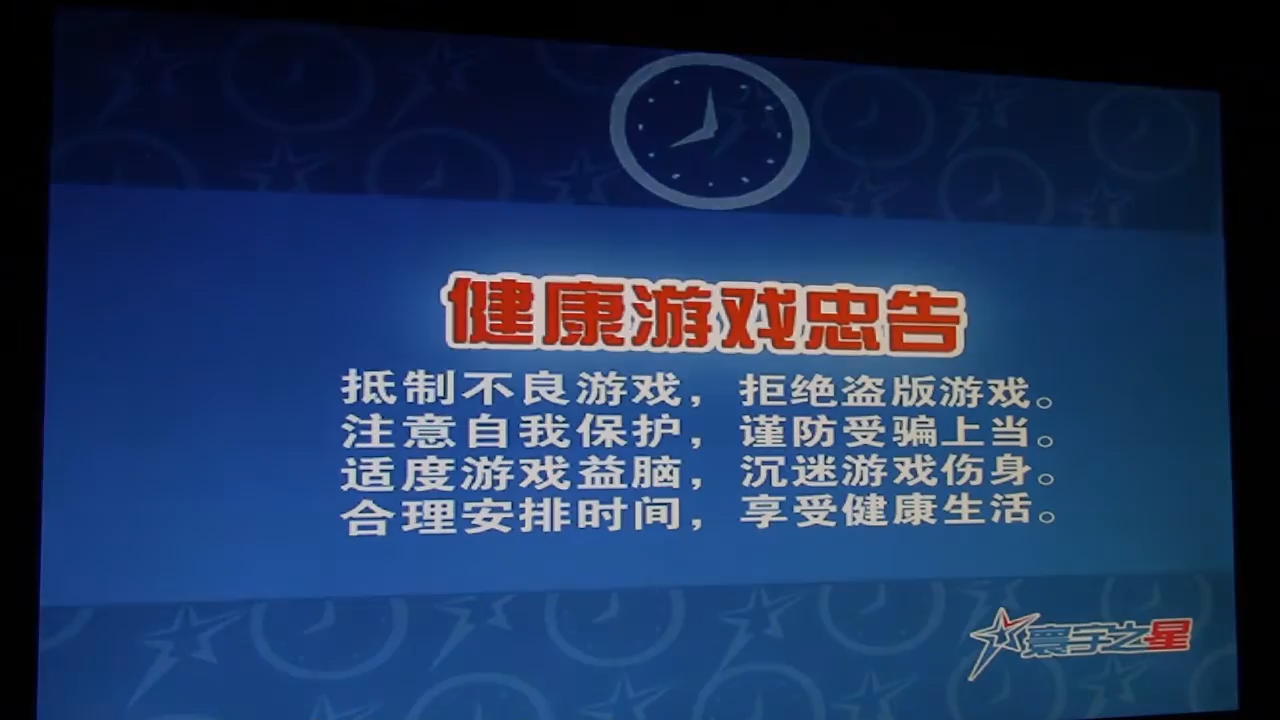 健康游戏忠告
抵制不良游戏，拒绝盗版游戏。
注意自我保护，谨防受骗上当。
适度游戏益脑，沉迷游戏伤身。
合理安排时间，享受健康生活。
寰宇之星